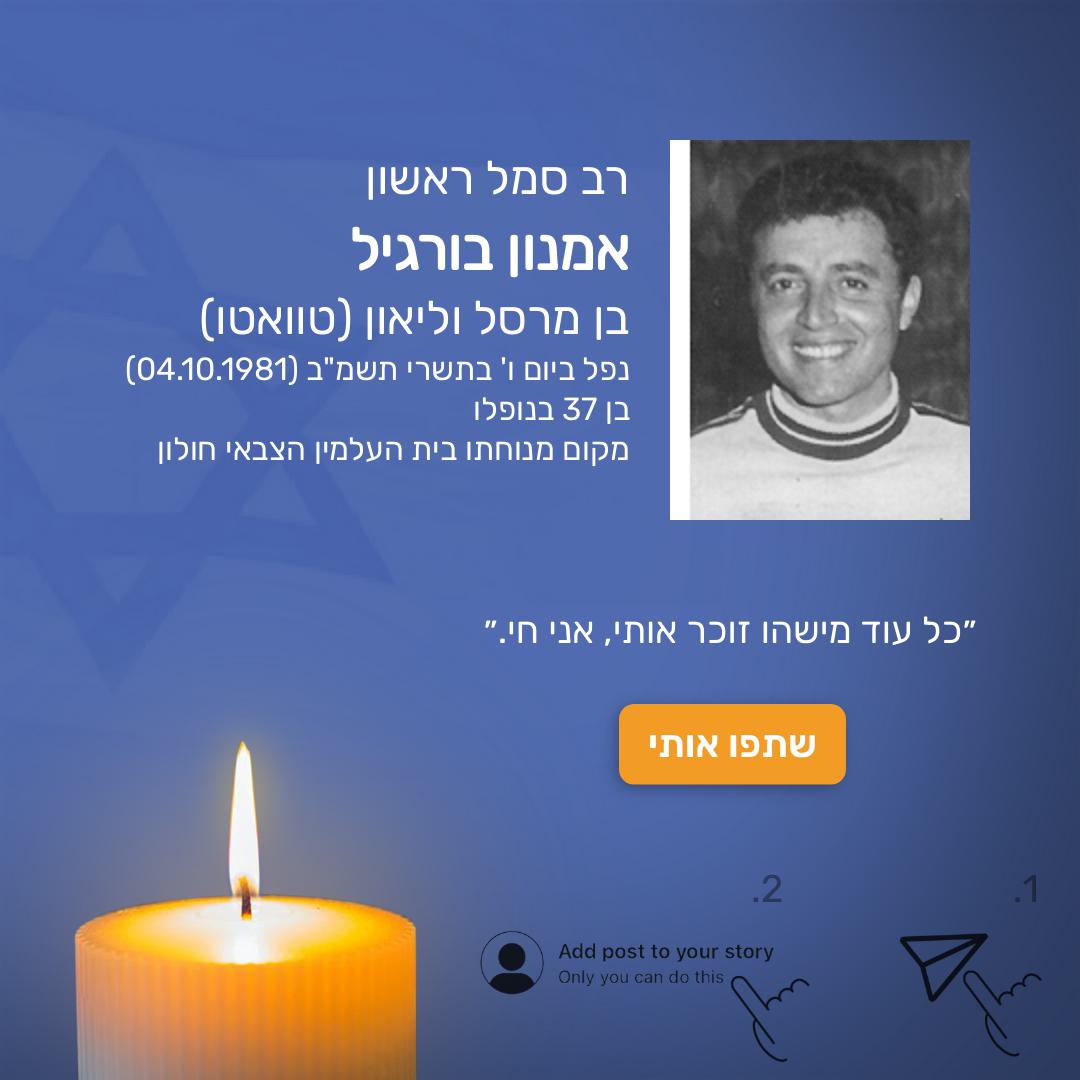 רב סמל ראשון
אמנון בורגיל
בן מרסל וליאון (טוואטו)
נפל ביום ו' בתשרי תשמ"ב (04.10.1981)
בן 37 בנופלו
מקום מנוחתו בית העלמין הצבאי חולון
״כל עוד מישהו זוכר אותי, אני חי.״
שתפו אותי
.1
.2
Add post to your story
Only you can do this